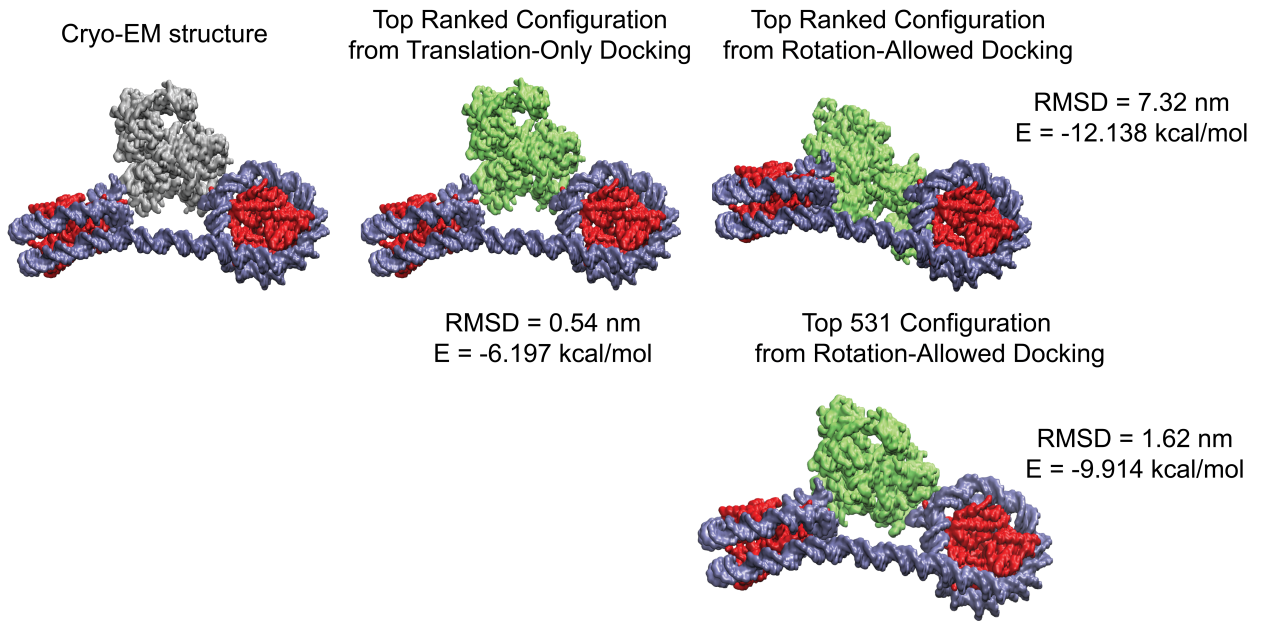 Cryo-EM structure
Top Ranked Configuration
from Translation-Only Docking
Top Ranked Configuration
from Rotation-Allowed Docking
RMSD = 7.32 nm
E = -12.138 kcal/mol
RMSD = 0.54 nm
E = -6.197 kcal/mol
Top 531 Configuration
from Rotation-Allowed Docking
RMSD = 1.62 nm
E = -9.914 kcal/mol